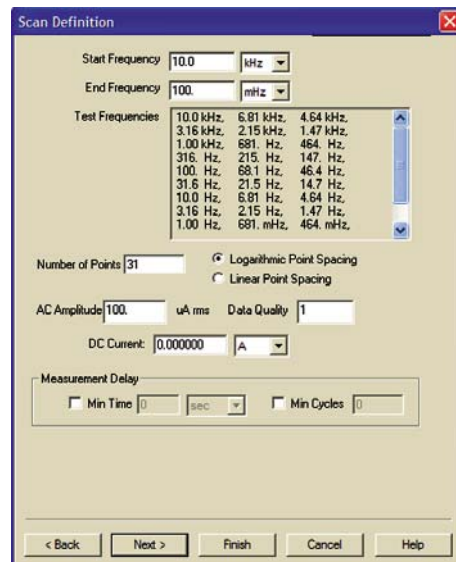 Scan Definition
Start Frequency 10.0 kHz
End Frequency 100. mHz
Test Frequencies
10.0 kHz, 6.81 kHz, 4.64 kHz,
3.16 kHz, 2.15 kHz, 1.47 kHz,
1.00 kHz, 681. Hz, 464. Hz,
316. Hz, 215. Hz, 147. Hz,
100. Hz, 68.1 Hz, 46.4 Hz,
31.6 Hz, 21.5 Hz, 14.7 Hz,
10.0 Hz, 6.81 Hz, 4.64 Hz,
3.16 Hz, 2.15 Hz, 1.47 Hz,
1.00 Hz, 681. mHz, 464. mHz,
Number of Points 31
Logarithmic Point Spacing
Linear Point Spacing
AC Amplitude 100. uA rms Data Quality 1
DC Current: 0.000000 A
Measurement Delay
Min Time 0 sec Min Cycles 0
< Back Next > Finish Cancel Help